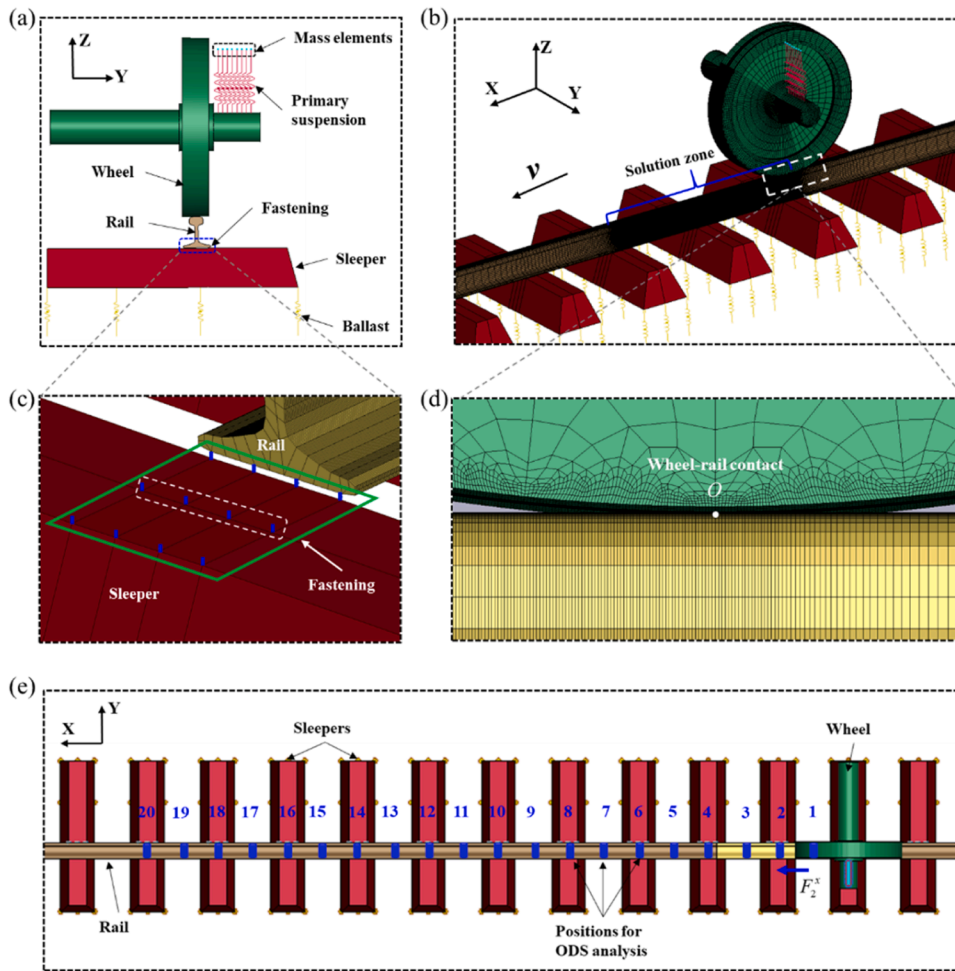 (a)
Z
Y
Mass elements
Primary
suspension
Wheel
Rail
Fastening
Sleeper
Ballast
(b)
Z
X
Y
v
Solution zone
(c)
Rail
Fastening
Sleeper
(d)
Wheel-rail contact
O
(e)
Y
X
Sleepers
Wheel
20 19 18 17 16 15 14 13 12 11 10 9 8 7 6 5 4 3 2 1
F₂ˣ
Rail
Positions for
ODS analysis